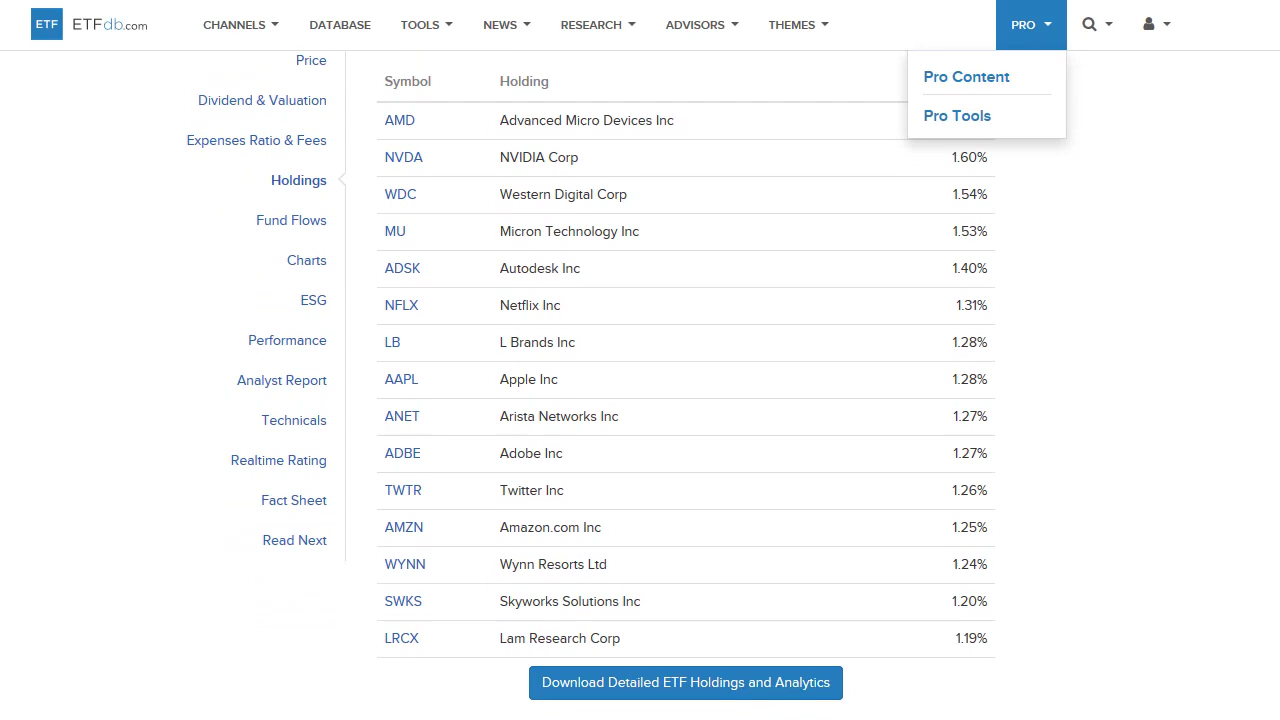 ETF ETFdb.com CHANNELS DATABASE TOOLS NEWS RESEARCH ADVISORS THEMES PRO
Pro Content
Pro Tools
Price
Dividend & Valuation
Expenses Ratio & Fees
Holdings
Fund Flows
Charts
ESG
Performance
Analyst Report
Technicals
Realtime Rating
Fact Sheet
Read Next
Symbol Holding
AMD Advanced Micro Devices Inc
NVDA NVIDIA Corp 1.60%
WDC Western Digital Corp 1.54%
MU Micron Technology Inc 1.53%
ADSK Autodesk Inc 1.40%
NFLX Netflix Inc 1.31%
LB L Brands Inc 1.28%
AAPL Apple Inc 1.28%
ANET Arista Networks Inc 1.27%
ADBE Adobe Inc 1.27%
TWTR Twitter Inc 1.26%
AMZN Amazon.com Inc 1.25%
WYNN Wynn Resorts Ltd 1.24%
SWKS Skyworks Solutions Inc 1.20%
LRCX Lam Research Corp 1.19%
Download Detailed ETF Holdings and Analytics